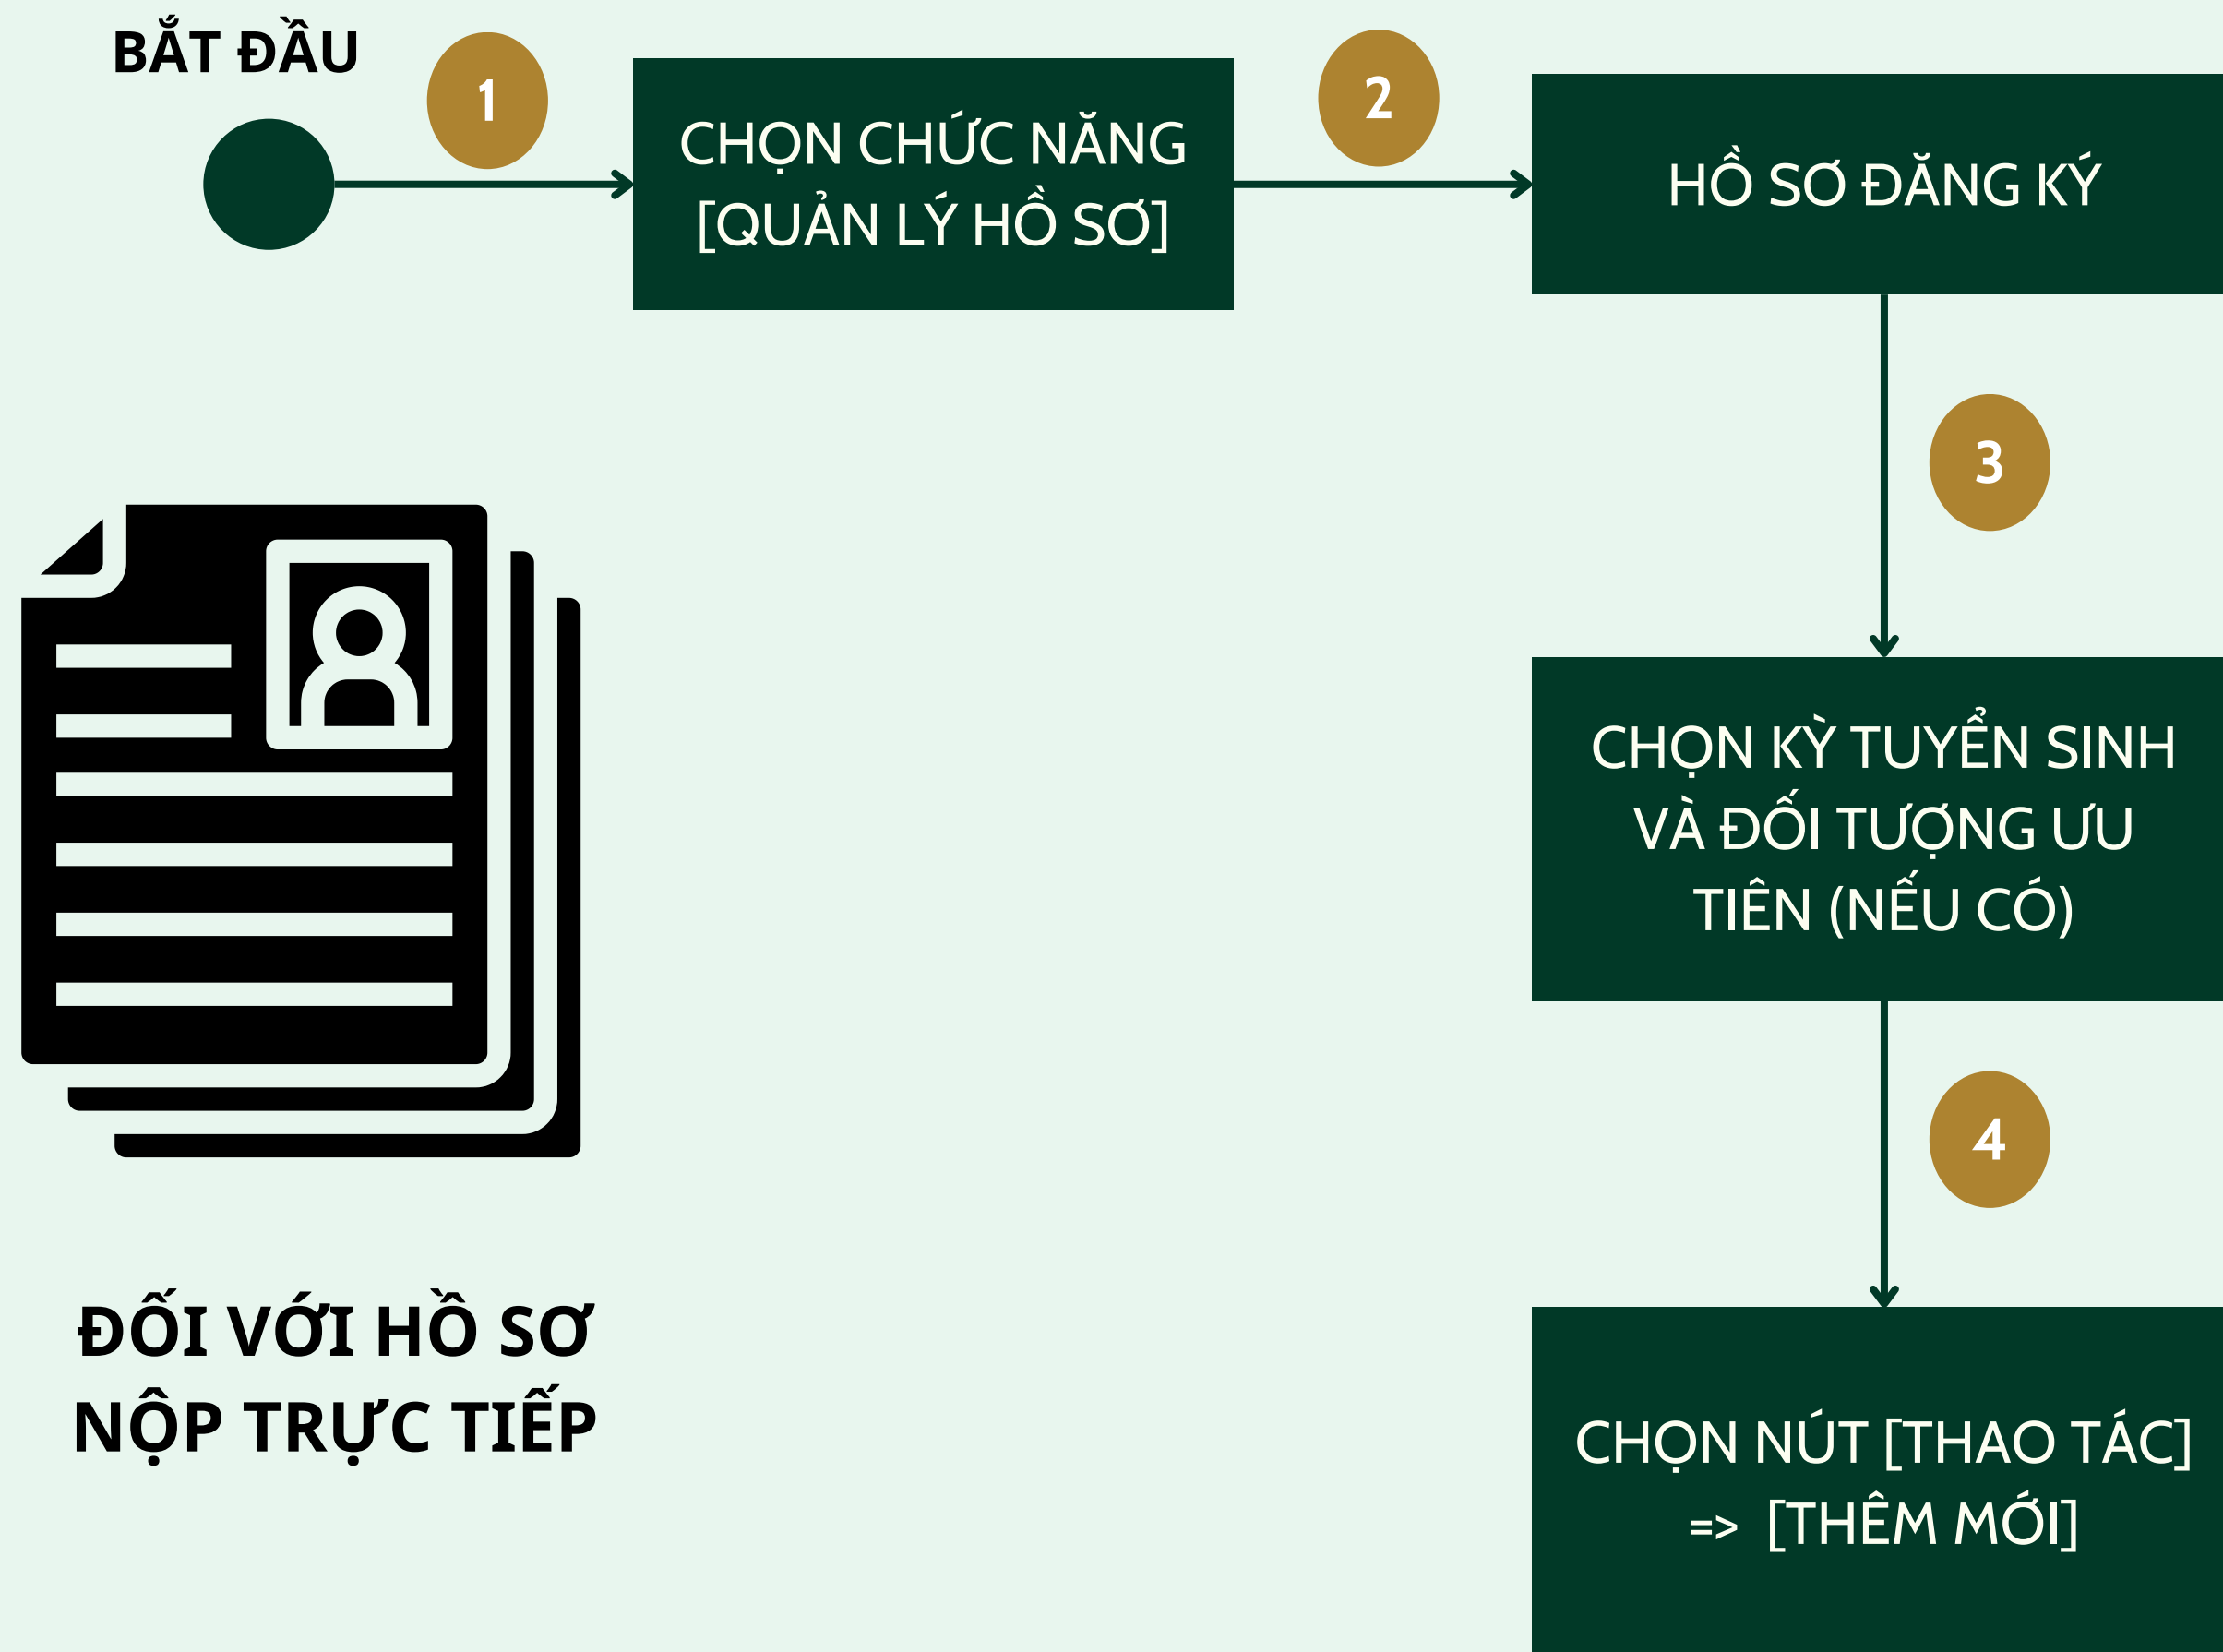 BẮT ĐẦU
1
CHỌN CHỨC NĂNG
[QUẢN LÝ HỒ SƠ]
2
HỒ SƠ ĐĂNG KÝ
3
CHỌN KỲ TUYỂN SINH
VÀ ĐỐI TƯỢNG ƯU
TIÊN (NẾU CÓ)
4
CHỌN NÚT [THAO TÁC]
=> [THÊM MỚI]
ĐỐI VỚI HỒ SƠ
NỘP TRỰC TIẾP